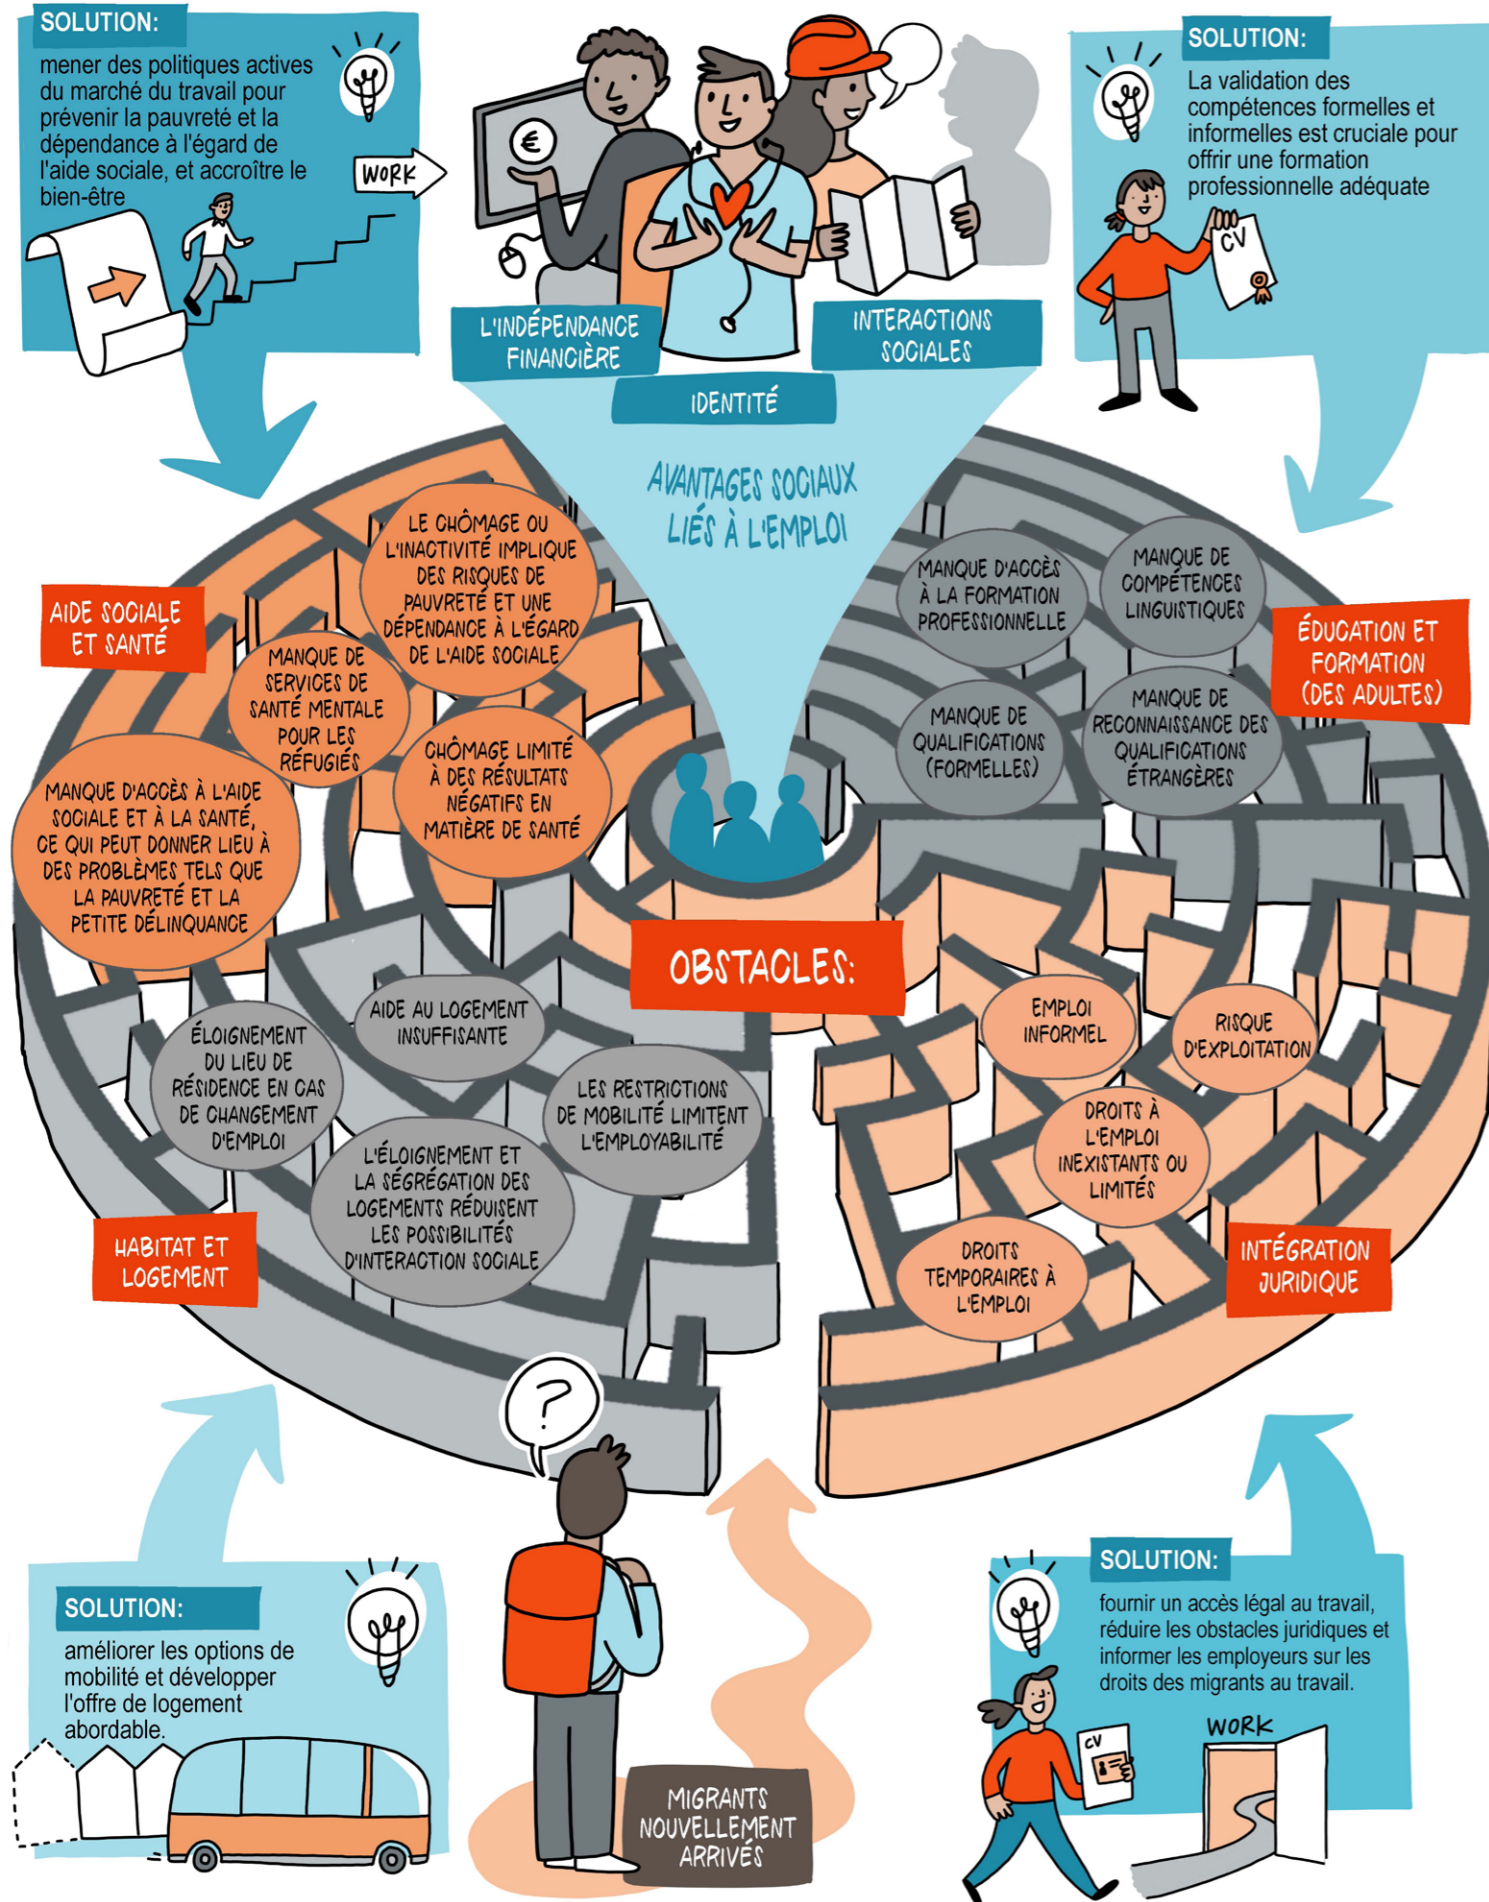 SOLUTION:
mener des politiques actives
du marché du travail pour
prévenir la pauvreté et la
dépendance à l'égard de
l'aide sociale, et accroître le
bien-être
WORK
€
L'INDÉPENDANCE
FINANCIÈRE
IDENTITÉ
INTERACTIONS
SOCIALES
SOLUTION:
La validation des
compétences formelles et
informelles est cruciale pour
offrir une formation
professionnelle adéquate
CV
AVANTAGES SOCIAUX
LIÉS À L'EMPLOI
AIDE SOCIALE
ET SANTÉ
LE CHÔMAGE OU
L'INACTIVITÉ IMPLIQUE
DES RISQUES DE
PAUVRETÉ ET UNE
DÉPENDANCE À L'ÉGARD
DE L'AIDE SOCIALE
MANQUE DE
SERVICES DE
SANTÉ MENTALE
POUR LES
RÉFUGIÉS
CHÔMAGE LIMITÉ
À DES RÉSULTATS
NÉGATIFS EN
MATIÈRE DE SANTÉ
MANQUE D'ACCÈS À L'AIDE
SOCIALE ET À LA SANTÉ,
CE QUI PEUT DONNER LIEU À
DES PROBLÈMES TELS QUE
LA PAUVRETÉ ET LA
PETITE DÉLINQUANCE
MANQUE D'ACCÈS
À LA FORMATION
PROFESSIONNELLE
MANQUE DE
COMPÉTENCES
LINGUISTIQUES
MANQUE DE
QUALIFICATIONS
(FORMELLES)
MANQUE DE
RECONNAISSANCE DES
QUALIFICATIONS
ÉTRANGÈRES
ÉDUCATION ET
FORMATION
(DES ADULTES)
OBSTACLES:
AIDE AU LOGEMENT
INSUFFISANTE
ÉLOIGNEMENT
DU LIEU DE
RÉSIDENCE EN CAS
DE CHANGEMENT
D'EMPLOI
LES RESTRICTIONS
DE MOBILITÉ LIMITENT
L'EMPLOYABILITÉ
L'ÉLOIGNEMENT ET
LA SÉGRÉGATION DES
LOGEMENTS RÉDUISENT
LES POSSIBILITÉS
D'INTERACTION SOCIALE
HABITAT ET
LOGEMENT
EMPLOI
INFORMEL
RISQUE
D'EXPLOITATION
DROITS À
L'EMPLOI
INEXISTANTS OU
LIMITÉS
DROITS
TEMPORAIRES À
L'EMPLOI
INTÉGRATION
JURIDIQUE
?
SOLUTION:
améliorer les options de
mobilité et développer
l'offre de logement
abordable.
MIGRANTS
NOUVELLEMENT
ARRIVÉS
SOLUTION:
fournir un accès légal au travail,
réduire les obstacles juridiques et
informer les employeurs sur les
droits des migrants au travail.
CV
WORK